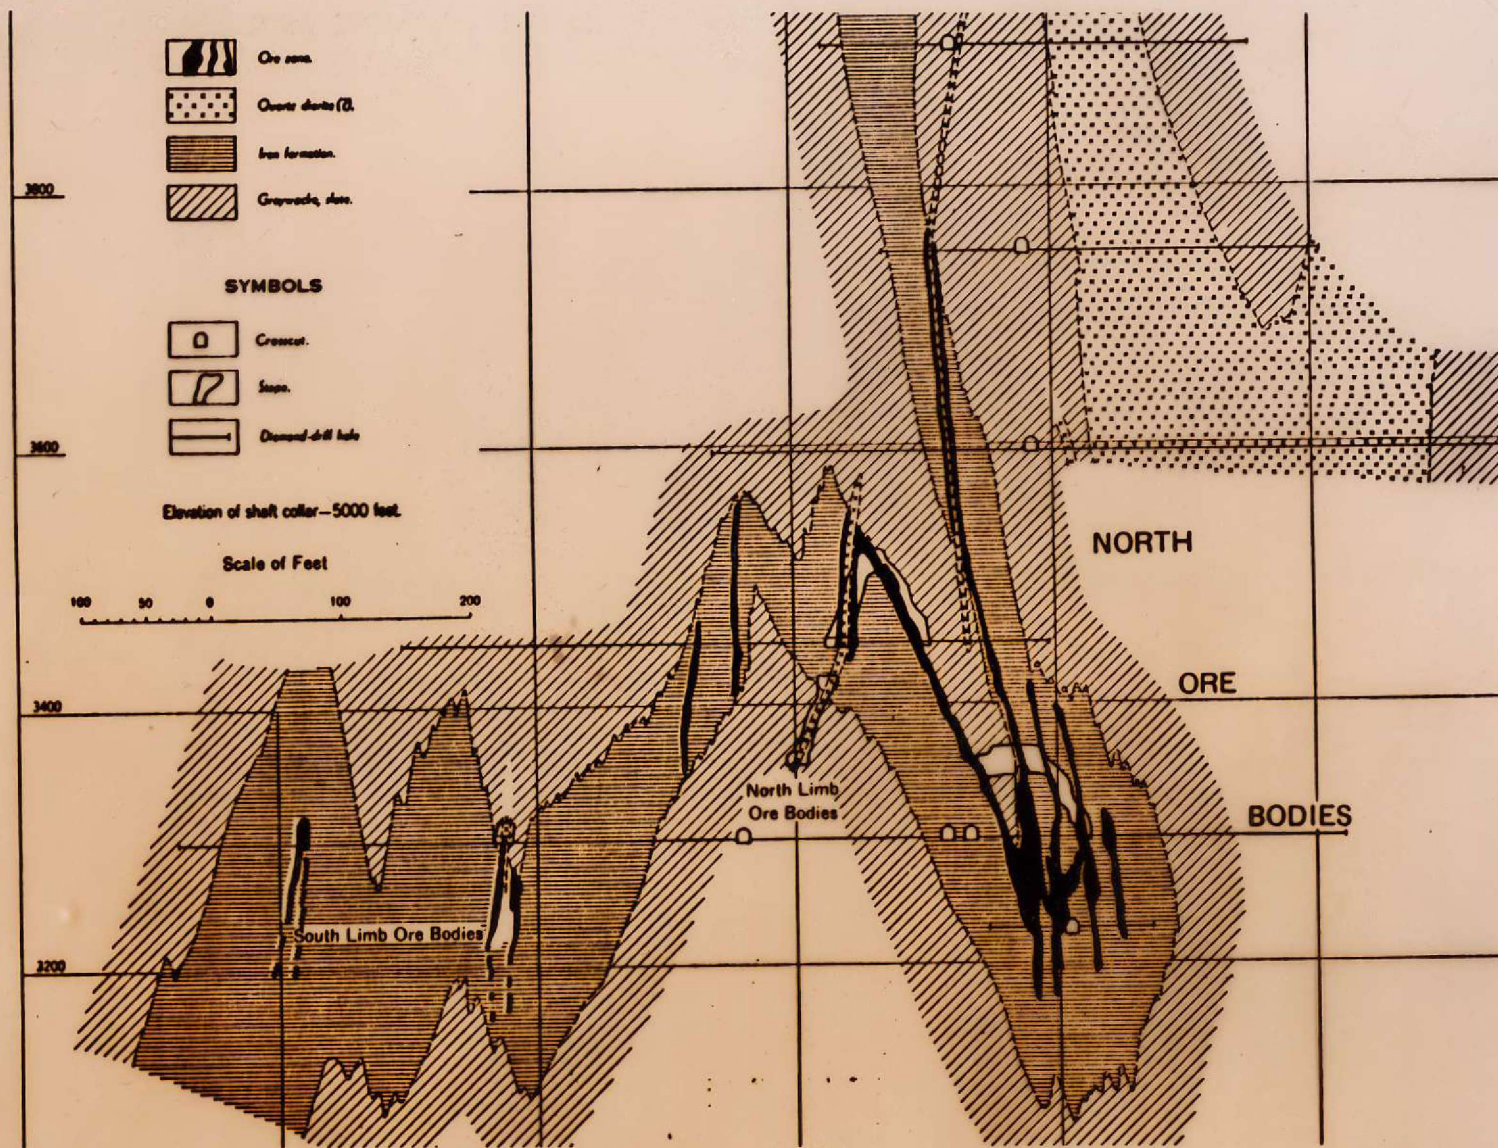 Ore zone.
Quartz diorite (?).
Iron formation.
Graywacke, slate.
SYMBOLS
Crosscut.
Stope.
Diamond-drill hole
Elevation of shaft collar—5000 feet.
Scale of Feet
100 50 0 100 200
3800
3600
3400
3200
NORTH
ORE
BODIES
North Limb
Ore Bodies
South Limb Ore Bodies